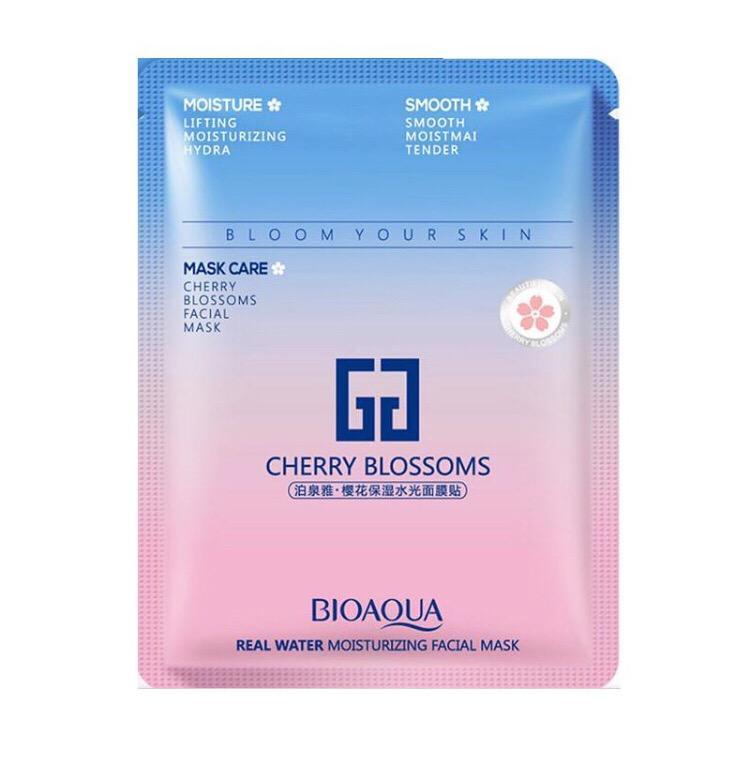 MOISTURE
LIFTING
MOISTURIZING
HYDRA
SMOOTH
SMOOTH
MOISTMAI
TENDER
BLOOM YOUR SKIN
MASK CARE
CHERRY
BLOSSOMS
FACIAL
MASK
CHERRY BLOSSOMS
CHERRY BLOSSOMS
泊泉雅·樱花保湿水光面膜贴
BIOAQUA
REAL WATER MOISTURIZING FACIAL MASK